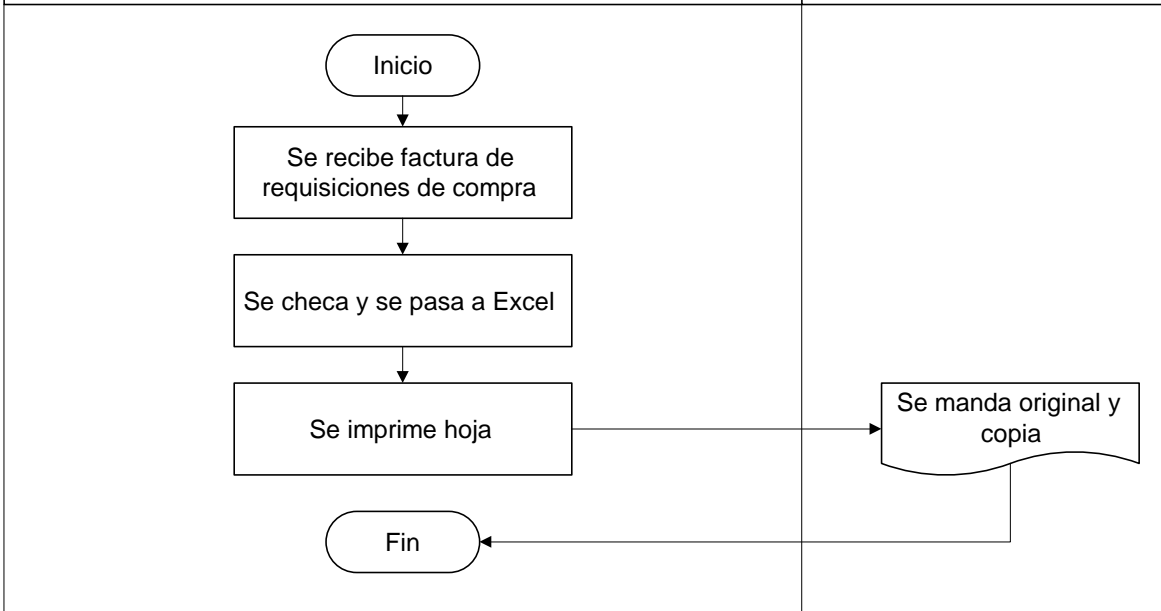 Inicio
Se recibe factura de
requisiciones de compra
Se checa y se pasa a Excel
Se imprime hoja
Se manda original y
copia
Fin